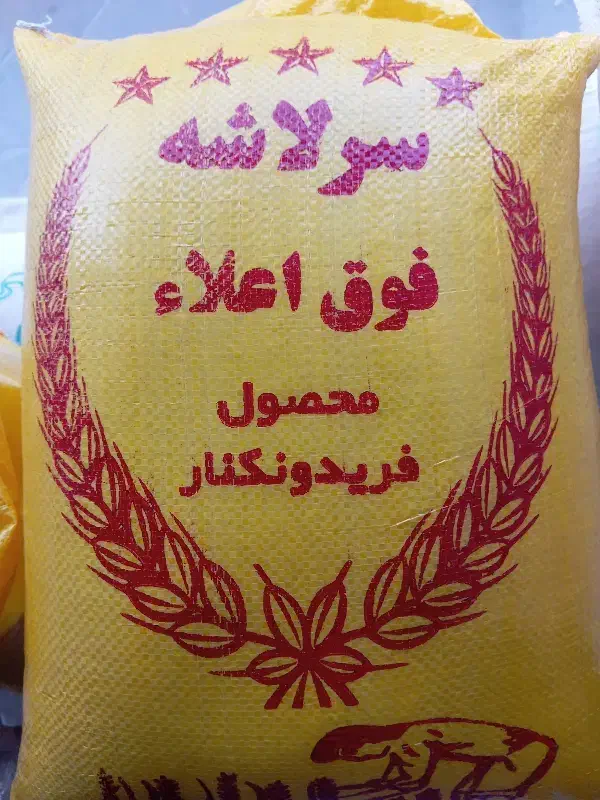 سرلاشه
فوق اعلاء
محصول
فریدونکنار